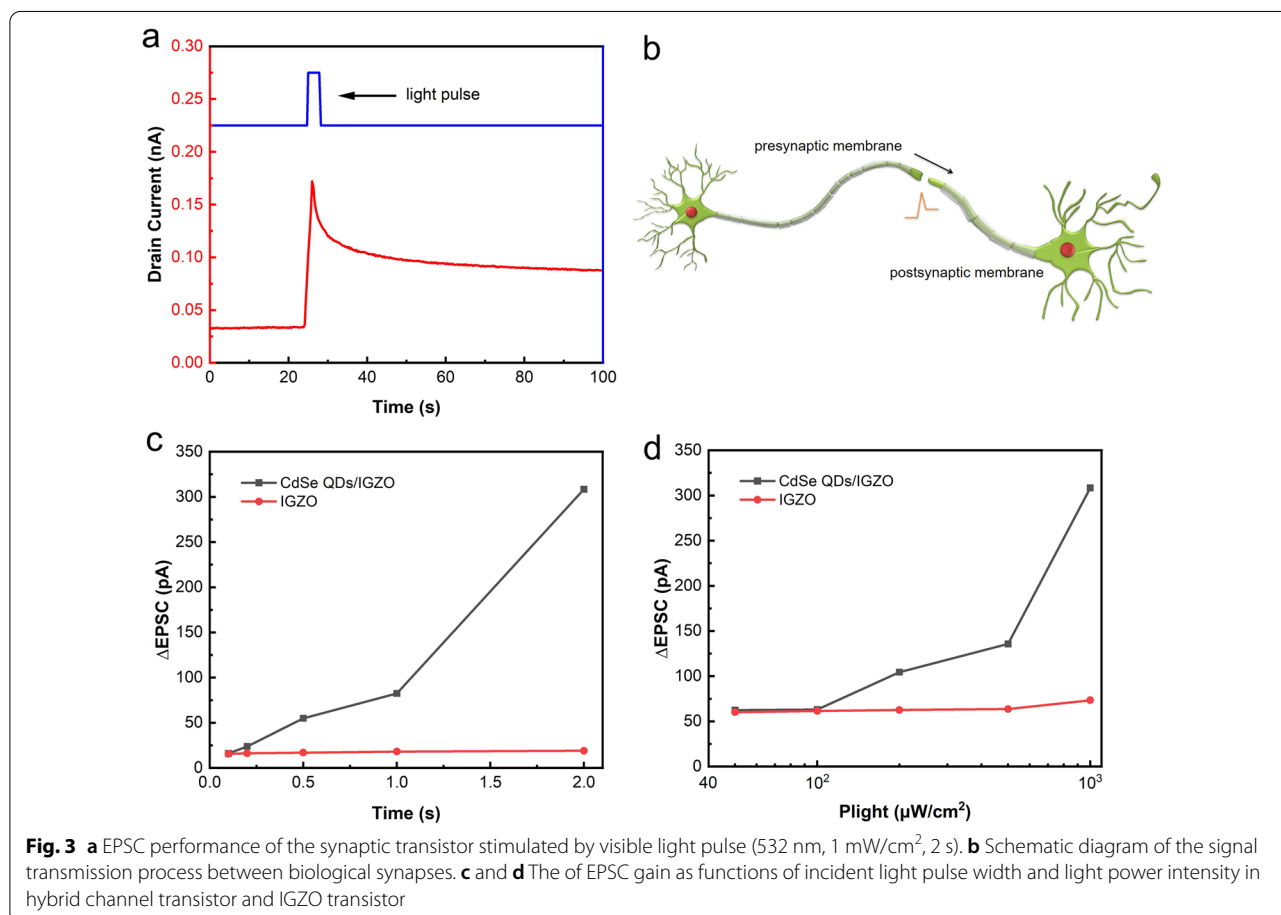 a
0.30
0.25
0.20
0.15
0.10
0.05
0.00
Drain Current (nA)
light pulse
0 20 40 60 80 100
Time (s)
b
presynaptic membrane
postsynaptic membrane
c
350
300
250
200
150
100
50
0
ΔEPSC (pA)
CdSe QDs/IGZO
IGZO
0.0 0.5 1.0 1.5 2.0
Time (s)
d
350
300
250
200
150
100
50
0
ΔEPSC (pA)
CdSe QDs/IGZO
IGZO
40 10² 10³
Plight (μW/cm²)
Fig. 3 a EPSC performance of the synaptic transistor stimulated by visible light pulse (532 nm, 1 mW/cm², 2 s). b Schematic diagram of the signal
transmission process between biological synapses. c and d The of EPSC gain as functions of incident light pulse width and light power intensity in
hybrid channel transistor and IGZO transistor